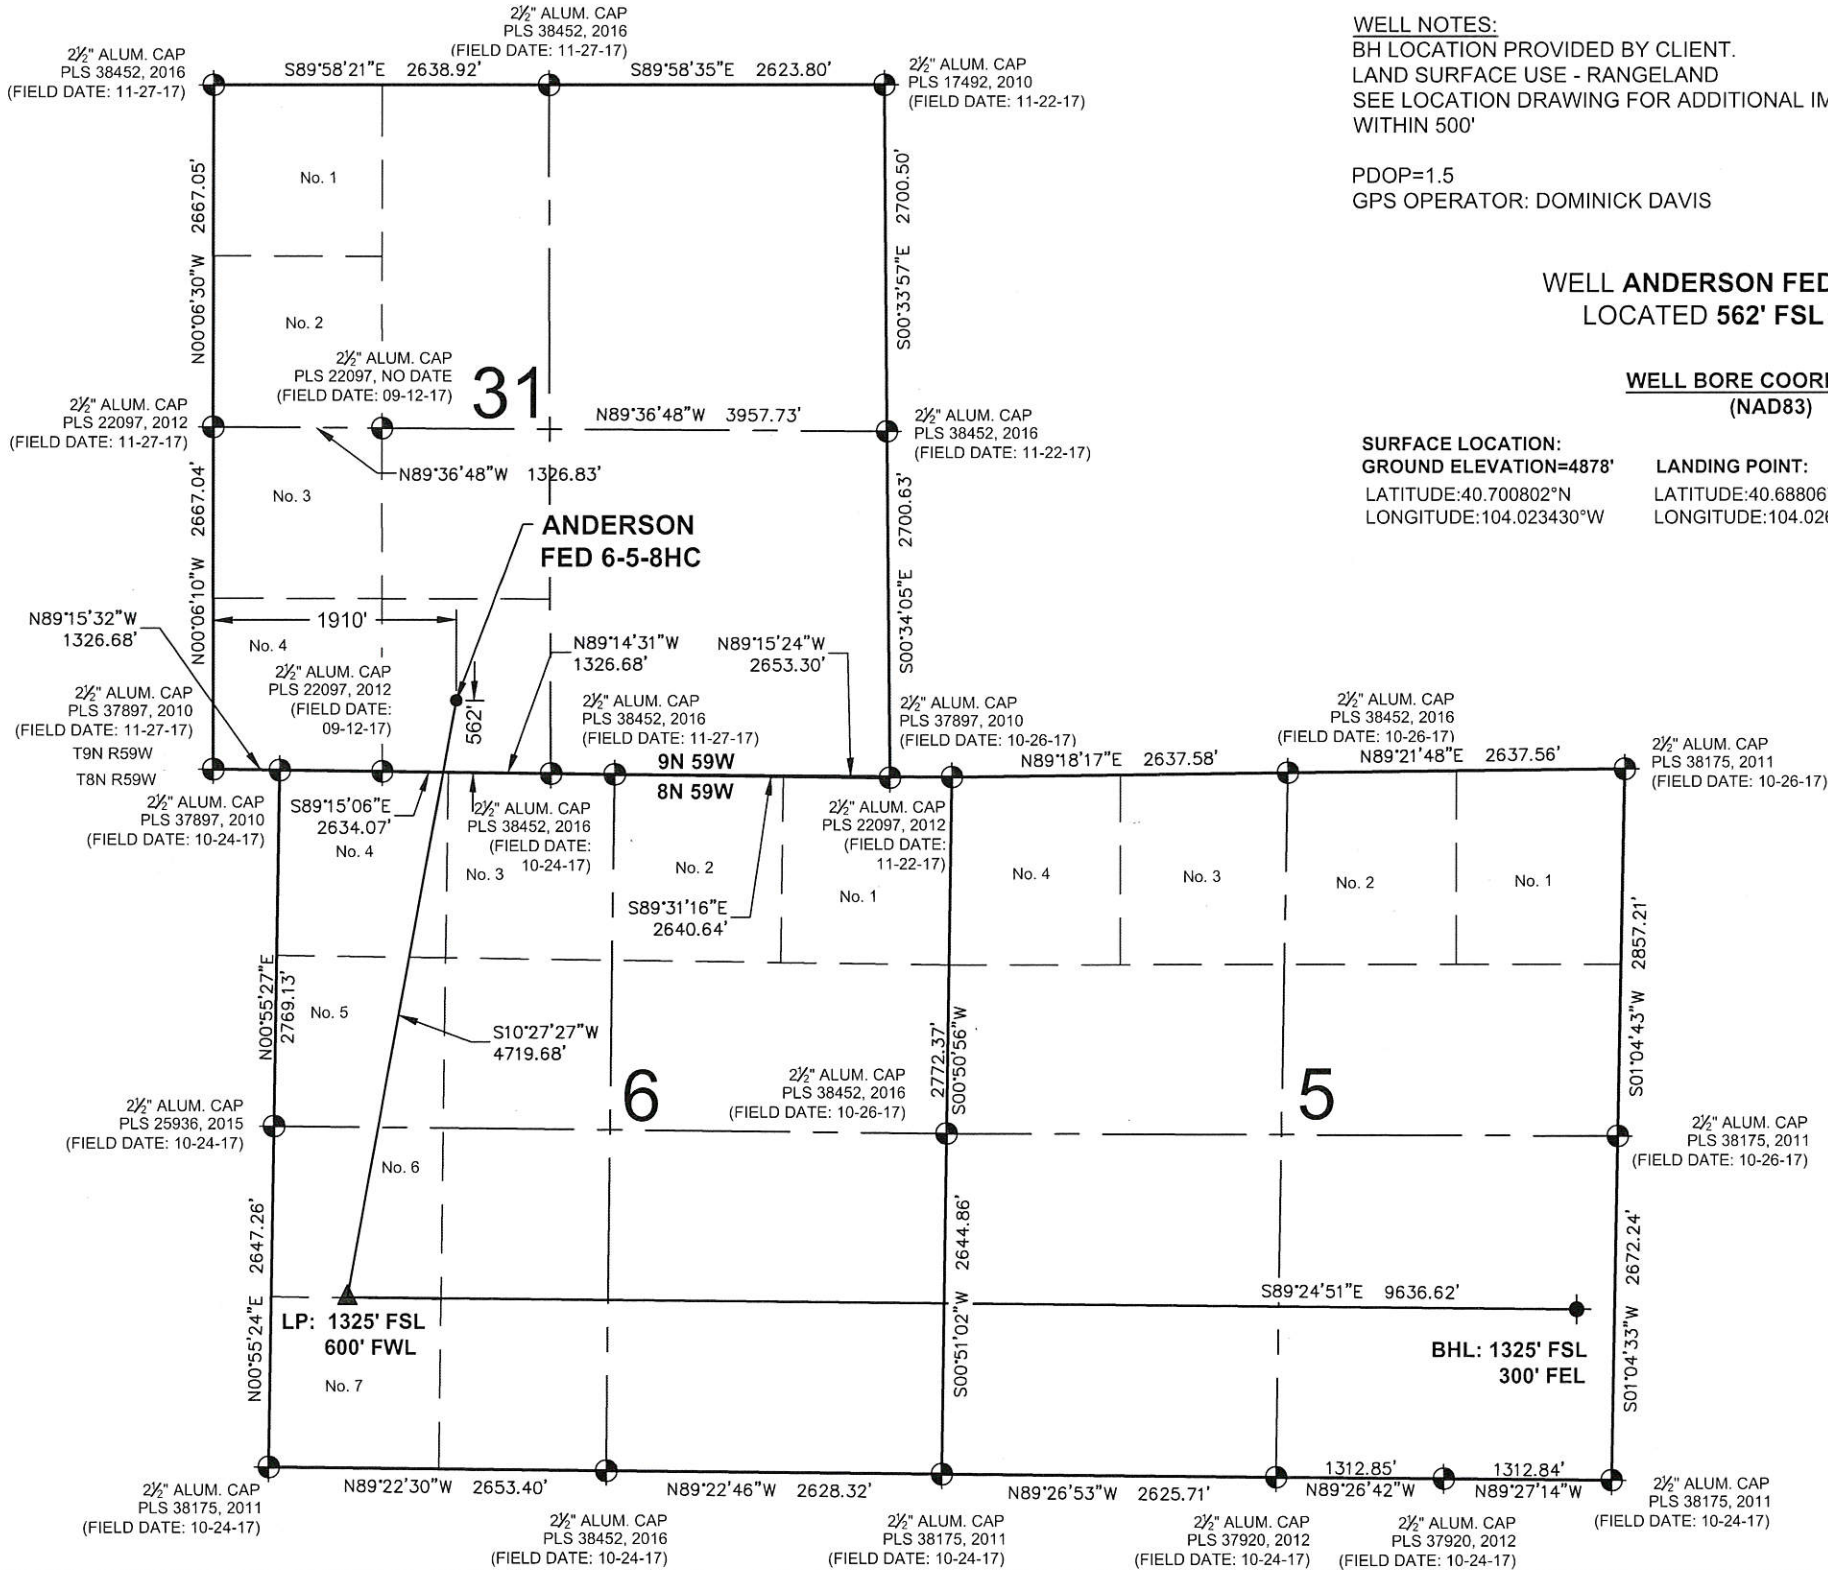 2½" ALUM. CAP
PLS 38452, 2016
(FIELD DATE: 11-27-17)
2½" ALUM. CAP
PLS 38452, 2016
(FIELD DATE: 11-27-17)
S89°58'21"E 2638.92'
S89°58'35"E 2623.80'
2½" ALUM. CAP
PLS 17492, 2010
(FIELD DATE: 11-22-17)
WELL NOTES:
BH LOCATION PROVIDED BY CLIENT.
LAND SURFACE USE - RANGELAND
SEE LOCATION DRAWING FOR ADDITIONAL IM
WITHIN 500'
PDOP=1.5
GPS OPERATOR: DOMINICK DAVIS
WELL ANDERSON FED
LOCATED 562' FSL
WELL BORE COORD
(NAD83)
SURFACE LOCATION:
GROUND ELEVATION=4878'
LATITUDE:40.700802°N
LONGITUDE:104.023430°W
LANDING POINT:
LATITUDE:40.68806
LONGITUDE:104.026
N00°06'30"W 2667.05'
No. 1
No. 2
S00°33'57"E 2700.50'
31
2½" ALUM. CAP
PLS 22097, NO DATE
(FIELD DATE: 09-12-17)
2½" ALUM. CAP
PLS 22097, 2012
(FIELD DATE: 11-27-17)
N89°36'48"W 3957.73'
2½" ALUM. CAP
PLS 38452, 2016
(FIELD DATE: 11-22-17)
N89°36'48"W 1326.83'
No. 3
N00°06'10"W 2667.04'
S00°34'05"E 2700.63'
ANDERSON
FED 6-5-8HC
1910'
N89°15'32"W
1326.68'
No. 4
N89°14'31"W
1326.68'
N89°15'24"W
2653.30'
2½" ALUM. CAP
PLS 22097, 2012
(FIELD DATE:
09-12-17)
562'
2½" ALUM. CAP
PLS 37897, 2010
(FIELD DATE: 11-27-17)
2½" ALUM. CAP
PLS 38452, 2016
(FIELD DATE: 11-27-17)
2½" ALUM. CAP
PLS 37897, 2010
(FIELD DATE: 10-26-17)
2½" ALUM. CAP
PLS 38452, 2016
(FIELD DATE: 10-26-17)
T9N R59W
T8N R59W
9N 59W
8N 59W
N89°18'17"E 2637.58'
N89°21'48"E 2637.56'
2½" ALUM. CAP
PLS 38175, 2011
(FIELD DATE: 10-26-17)
2½" ALUM. CAP
PLS 37897, 2010
(FIELD DATE: 10-24-17)
S89°15'06"E
2634.07'
2½" ALUM. CAP
PLS 38452, 2016
(FIELD DATE:
10-24-17)
2½" ALUM. CAP
PLS 22097, 2012
(FIELD DATE:
11-22-17)
No. 4
No. 3
No. 2
No. 1
No. 4
No. 3
No. 2
No. 1
S89°31'16"E
2640.64'
N00°55'27"E
2769.13'
No. 5
S10°27'27"W
4719.68'
2772.37'
S00°50'56"W
S01°04'43"W 2857.21'
6
5
2½" ALUM. CAP
PLS 38452, 2016
(FIELD DATE: 10-26-17)
2½" ALUM. CAP
PLS 25936, 2015
(FIELD DATE: 10-24-17)
2½" ALUM. CAP
PLS 38175, 2011
(FIELD DATE: 10-26-17)
No. 6
N00°55'24"E 2647.26'
S00°51'02"W 2644.86'
S01°04'33"W 2672.24'
S89°24'51"E 9636.62'
LP: 1325' FSL
600' FWL
BHL: 1325' FSL
300' FEL
No. 7
N89°22'30"W 2653.40'
N89°22'46"W 2628.32'
N89°26'53"W 2625.71'
1312.85'
N89°26'42"W
1312.84'
N89°27'14"W
2½" ALUM. CAP
PLS 38175, 2011
(FIELD DATE: 10-24-17)
2½" ALUM. CAP
PLS 38452, 2016
(FIELD DATE: 10-24-17)
2½" ALUM. CAP
PLS 38175, 2011
(FIELD DATE: 10-24-17)
2½" ALUM. CAP
PLS 37920, 2012
(FIELD DATE: 10-24-17)
2½" ALUM. CAP
PLS 37920, 2012
(FIELD DATE: 10-24-17)
2½" ALUM. CAP
PLS 38175, 2011
(FIELD DATE: 10-24-17)